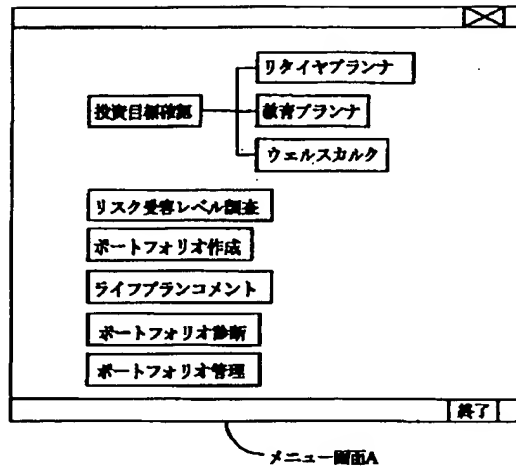 リタイヤプランナ
投資目標確認
教育プランナ
ウェルスカルク
リスク受容レベル調査
ポートフォリオ作成
ライフプランコメント
ポートフォリオ診断
ポートフォリオ管理
終了
メニュー画面A